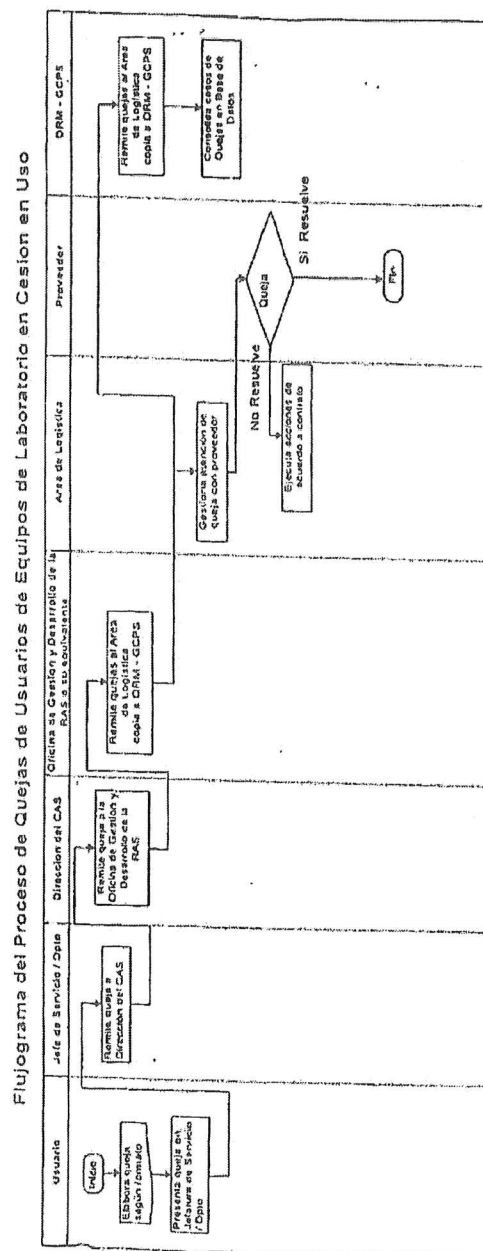 Flujograma del Proceso de Quejas de Usuarios de Equipos de Laboratorio en Cesion en Uso
Usuario
Jefe de Servicio / Dpto
Direccion del CAS
Oficina de Gestion y Desarrollo de la
RAS o su equivalente
Area de Logistica
Proveedor
DRM - GCPS
Inicio
Elabora queja
según formato
Presenta queja en
Jefatura de Servicio
/ Dpto
Remite queja a
Dirección del CAS
Remite queja a la
Oficina de Gestion y
Desarrollo de la
RAS
Remite quejas al Area
de Logistica
copia a DRM - GCPS
Gestiona atención de
queja con proveedor
Queja
No Resuelve
Si Resuelve
Ejecuta acciones de
acuerdo a contrato
Fin
Remite quejas al Area
de Logistica
copia a DRM - GCPS
Consolida casos de
Quejas en Base de
Datos